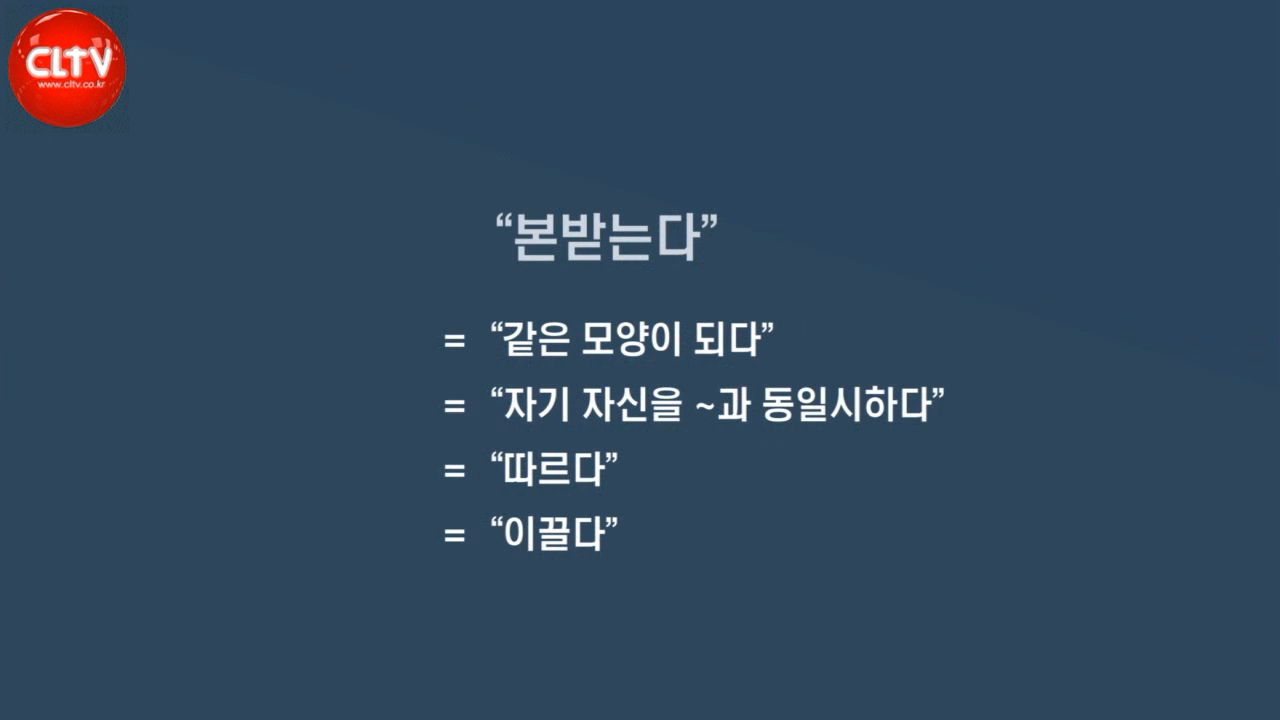 CLTV
www.cltv.co.kr
“본받는다”
= “같은 모양이 되다”
= “자기 자신을 ~과 동일시하다”
= “따르다”
= “이끌다”